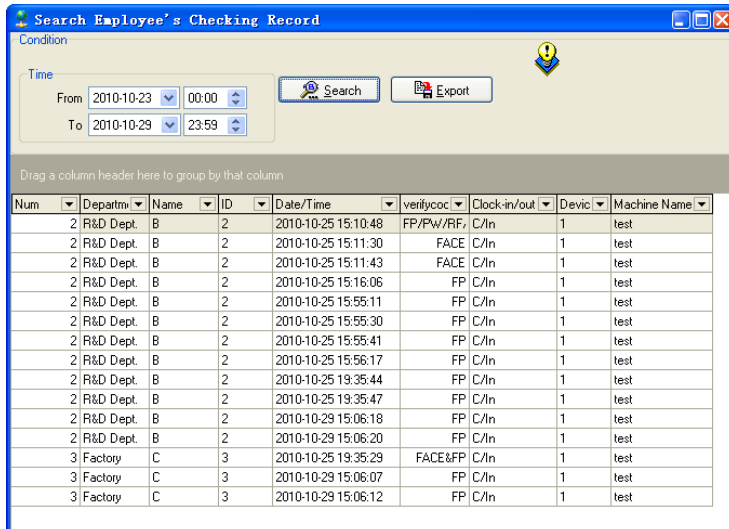 Search Employee's Checking Record
Condition
Time
From 2010-10-23 00:00
To 2010-10-29 23:59
Search
Export
Drag a column header here to group by that column
Num Departm Name ID Date/Time verifycoc Clock-in/out Devic Machine Name
2 R&D Dept. B 2 2010-10-25 15:10:48 FP/PW/RF/ C/In 1 test
2 R&D Dept. B 2 2010-10-25 15:11:30 FACE C/In 1 test
2 R&D Dept. B 2 2010-10-25 15:11:43 FACE C/In 1 test
2 R&D Dept. B 2 2010-10-25 15:16:06 FP C/In 1 test
2 R&D Dept. B 2 2010-10-25 15:55:11 FP C/In 1 test
2 R&D Dept. B 2 2010-10-25 15:55:30 FP C/In 1 test
2 R&D Dept. B 2 2010-10-25 15:55:41 FP C/In 1 test
2 R&D Dept. B 2 2010-10-25 15:56:17 FP C/In 1 test
2 R&D Dept. B 2 2010-10-25 19:35:44 FP C/In 1 test
2 R&D Dept. B 2 2010-10-25 19:35:47 FP C/In 1 test
2 R&D Dept. B 2 2010-10-29 15:06:18 FP C/In 1 test
2 R&D Dept. B 2 2010-10-29 15:06:20 FP C/In 1 test
3 Factory C 3 2010-10-25 19:35:29 FACE&FP C/In 1 test
3 Factory C 3 2010-10-29 15:06:07 FP C/In 1 test
3 Factory C 3 2010-10-29 15:06:12 FP C/In 1 test